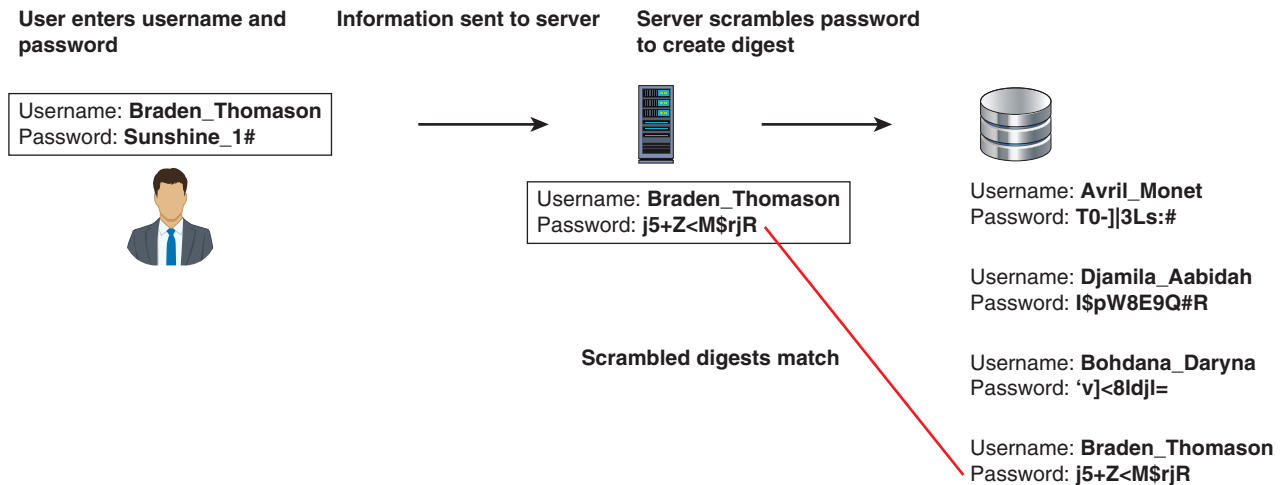 User enters username and
password
Information sent to server
Server scrambles password
to create digest
Username: Braden_Thomason
Password: Sunshine_1#
Username: Braden_Thomason
Password: j5+Z<M$rjR
Scrambled digests match
Username: Avril_Monet
Password: T0-]|3Ls:#
Username: Djamila_Aabidah
Password: I$pW8E9Q#R
Username: Bohdana_Daryna
Password: ‘v]<8ldjl=
Username: Braden_Thomason
Password: j5+Z<M$rjR